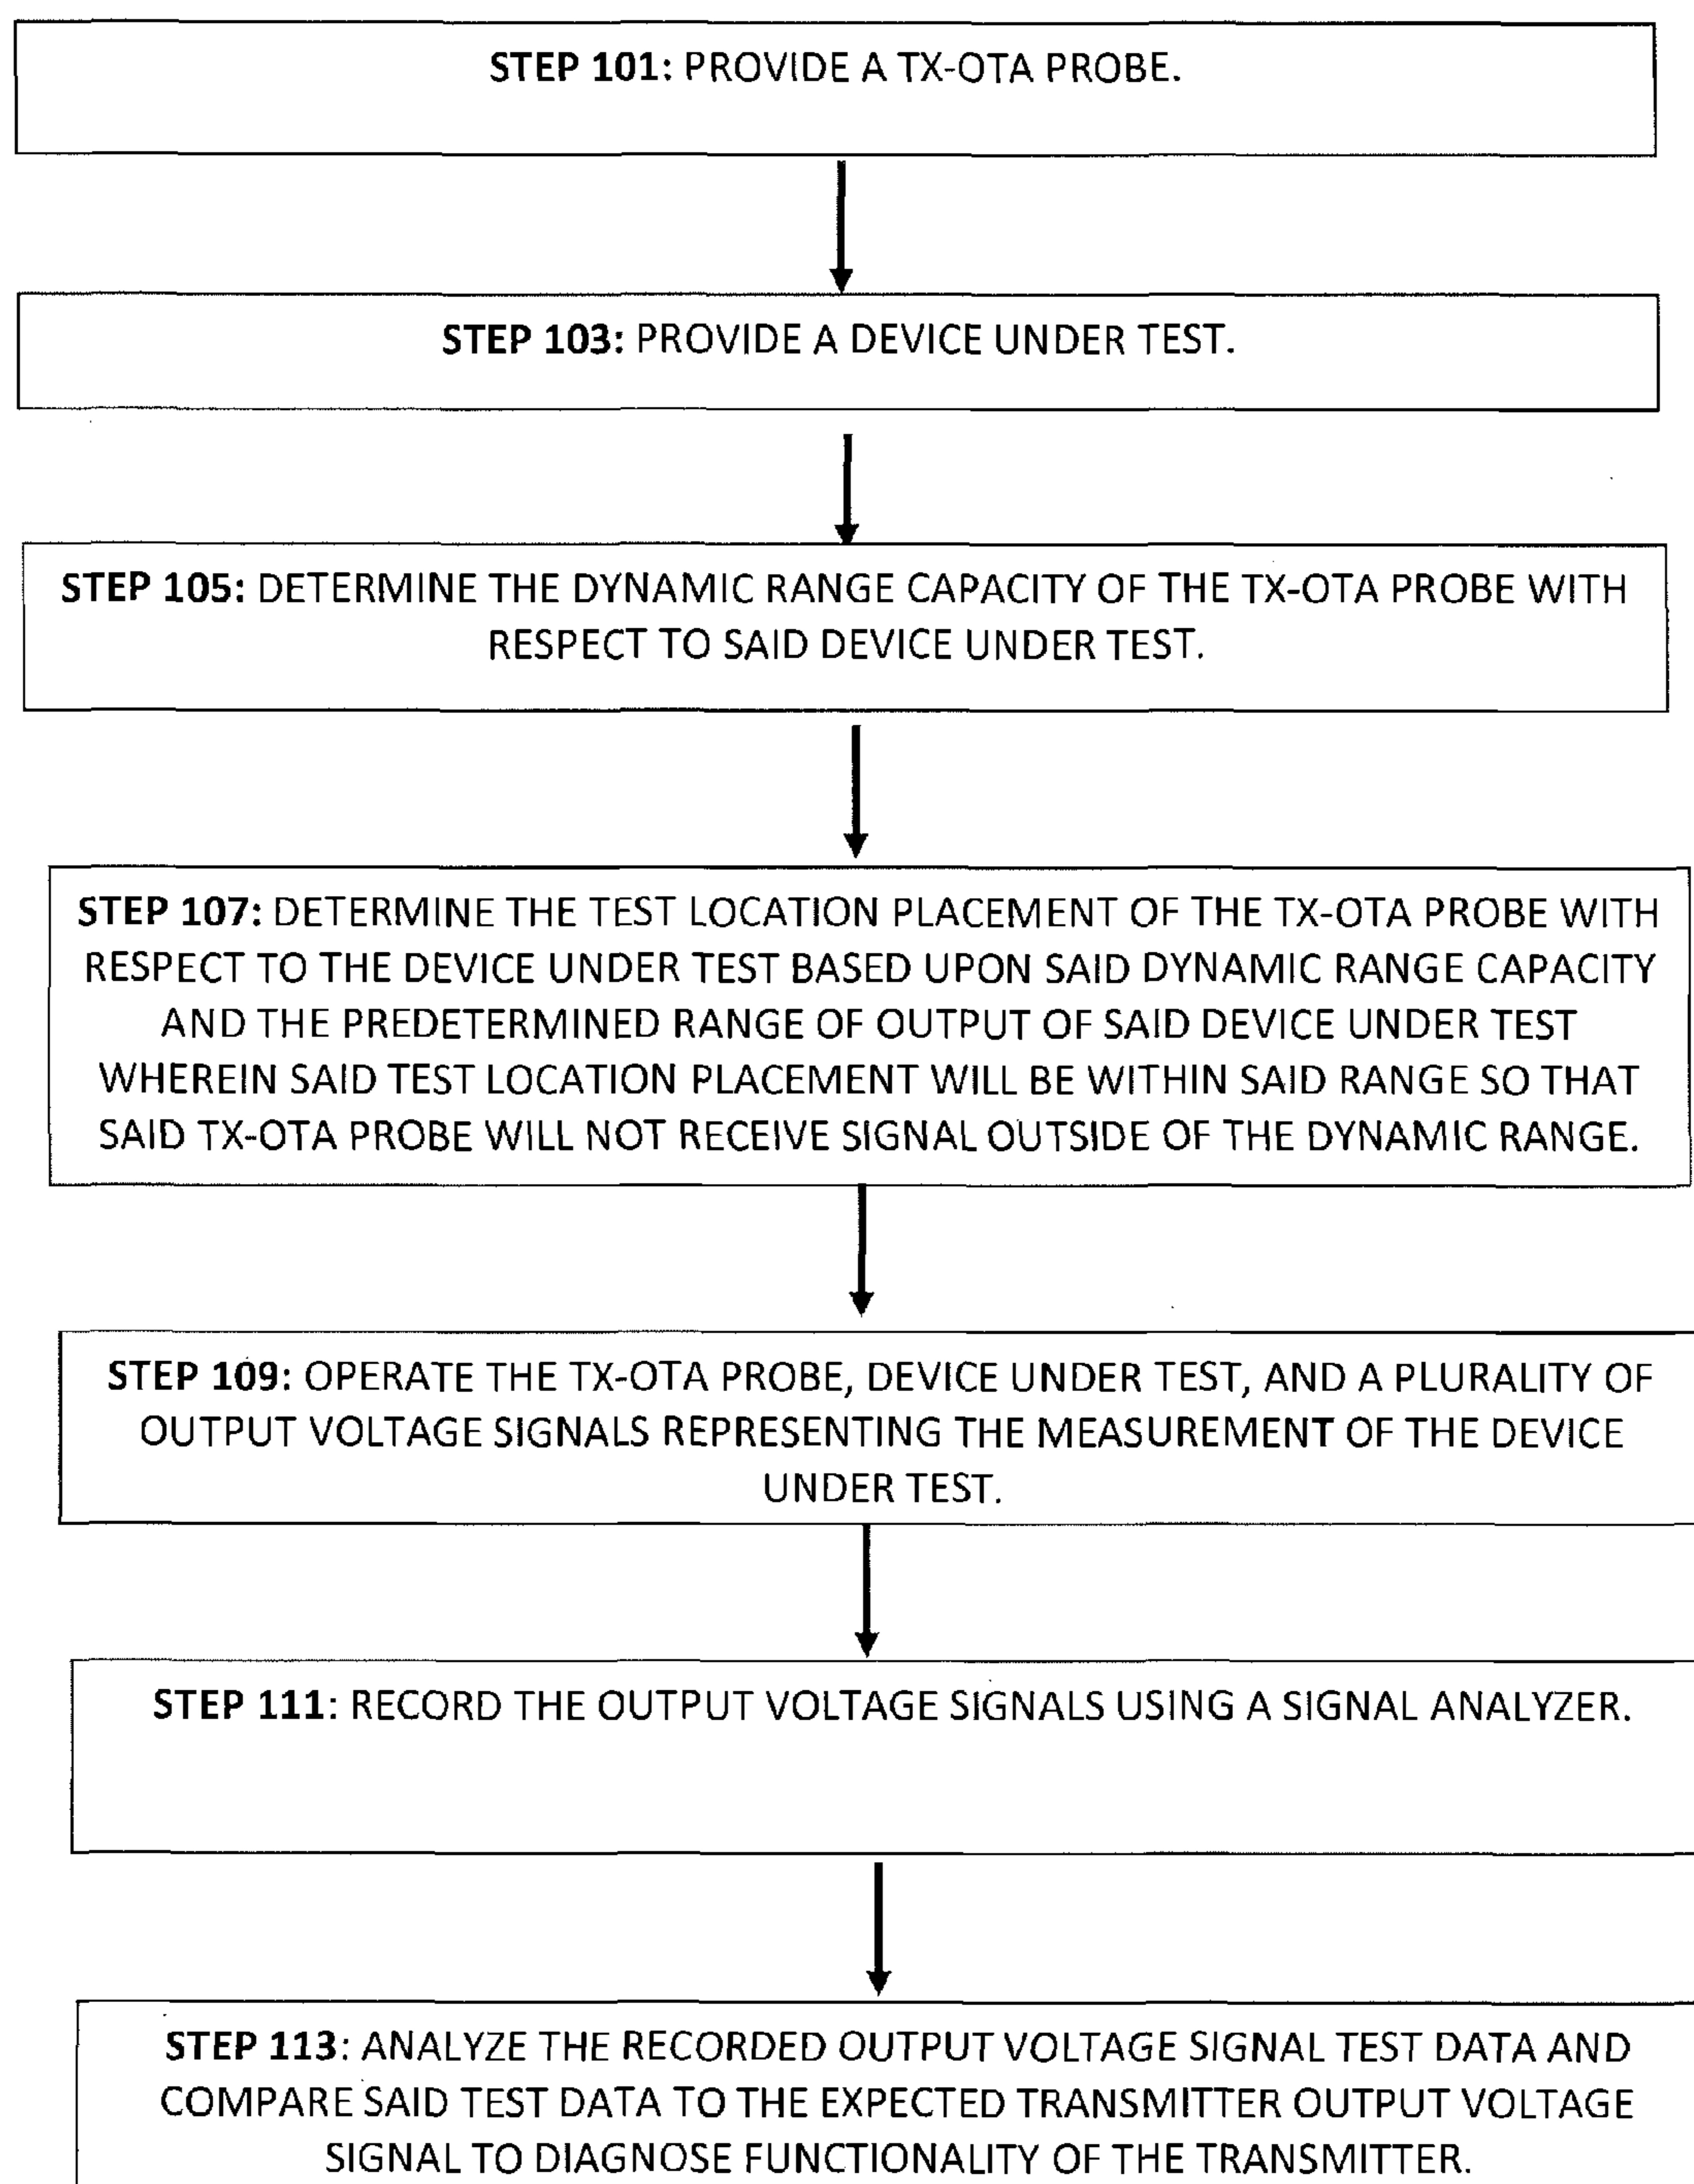 STEP 101: PROVIDE A TX-OTA PROBE.
STEP 103: PROVIDE A DEVICE UNDER TEST.
STEP 105: DETERMINE THE DYNAMIC RANGE CAPACITY OF THE TX-OTA PROBE WITH
RESPECT TO SAID DEVICE UNDER TEST.
STEP 107: DETERMINE THE TEST LOCATION PLACEMENT OF THE TX-OTA PROBE WITH
RESPECT TO THE DEVICE UNDER TEST BASED UPON SAID DYNAMIC RANGE CAPACITY
AND THE PREDETERMINED RANGE OF OUTPUT OF SAID DEVICE UNDER TEST
WHEREIN SAID TEST LOCATION PLACEMENT WILL BE WITHIN SAID RANGE SO THAT
SAID TX-OTA PROBE WILL NOT RECEIVE SIGNAL OUTSIDE OF THE DYNAMIC RANGE.
STEP 109: OPERATE THE TX-OTA PROBE, DEVICE UNDER TEST, AND A PLURALITY OF
OUTPUT VOLTAGE SIGNALS REPRESENTING THE MEASUREMENT OF THE DEVICE
UNDER TEST.
STEP 111: RECORD THE OUTPUT VOLTAGE SIGNALS USING A SIGNAL ANALYZER.
STEP 113: ANALYZE THE RECORDED OUTPUT VOLTAGE SIGNAL TEST DATA AND
COMPARE SAID TEST DATA TO THE EXPECTED TRANSMITTER OUTPUT VOLTAGE
SIGNAL TO DIAGNOSE FUNCTIONALITY OF THE TRANSMITTER.